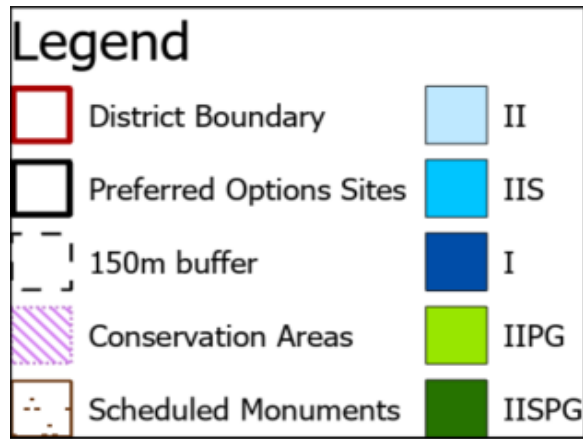 Legend
District Boundary
II
Preferred Options Sites
IIS
150m buffer
I
Conservation Areas
IIPG
Scheduled Monuments
IISPG